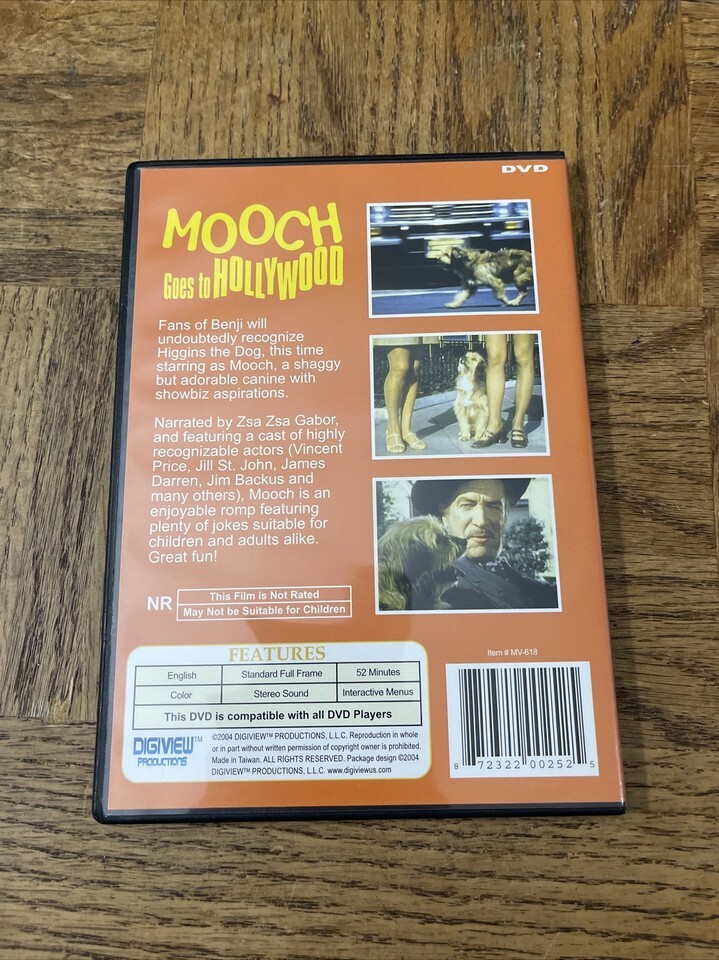 DVD
MOOCH
Goes to HOLLYWOOD
Fans of Benji will
undoubtedly recognize
Higgins the Dog, this time
starring as Mooch, a shaggy
but adorable canine with
showbiz aspirations.
Narrated by Zsa Zsa Gabor,
and featuring a cast of highly
recognizable actors (Vincent
Price, Jill St. John, James
Darren, Jim Backus and
many others), Mooch is an
enjoyable romp featuring
plenty of jokes suitable for
children and adults alike.
Great fun!
NR
This Film is Not Rated
May Not be Suitable for Children
FEATURES
English Standard Full Frame 52 Minutes
Color Stereo Sound Interactive Menus
This DVD is compatible with all DVD Players
DIGIVIEW™
PRODUCTIONS
©2004 DIGIVIEW™ PRODUCTIONS, L.L.C. Reproduction in whole
or in part without written permission of copyright owner is prohibited.
Made in Taiwan. ALL RIGHTS RESERVED. Package design ©2004
DIGIVIEW™ PRODUCTIONS, L.L.C. www.digiviewus.com
Item # MV-618
8 72322 00252 5